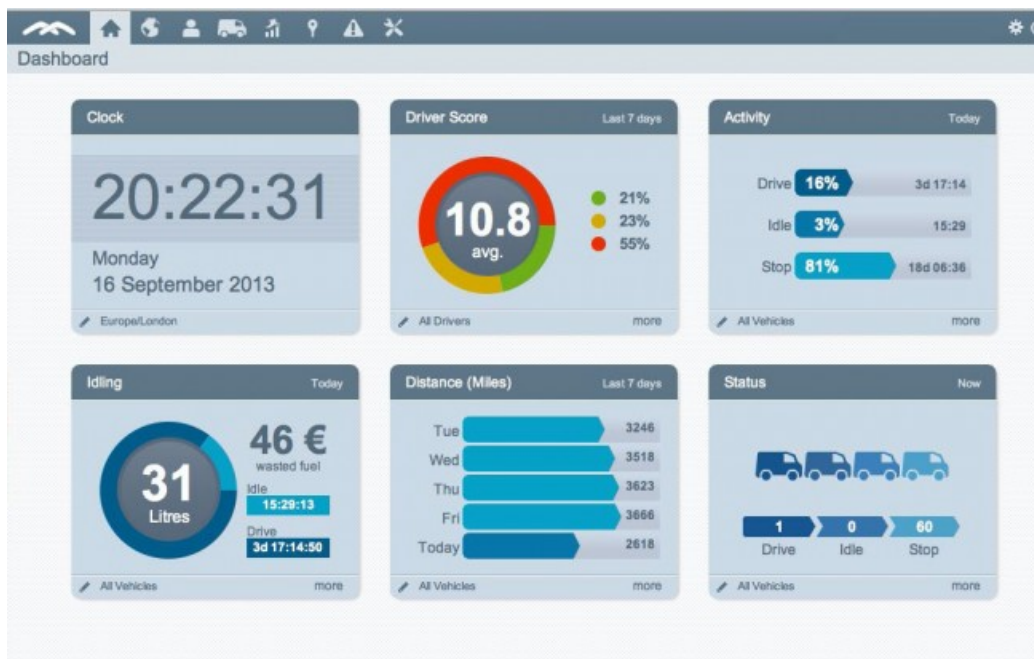 Dashboard
Clock
20:22:31
Monday
16 September 2013
Europe/London
Driver Score Last 7 days
10.8
avg.
21%
23%
55%
All Drivers more
Activity Today
Drive 16% 3d 17:14
Idle 3% 15:29
Stop 81% 18d 06:36
All Vehicles more
Idling Today
31
Litres
46 €
wasted fuel
Idle
15:29:13
Drive
3d 17:14:50
All Vehicles more
Distance (Miles) Last 7 days
Tue 3246
Wed 3518
Thu 3623
Fri 3666
Today 2618
All Vehicles more
Status Now
1 0 60
Drive Idle Stop
All Vehicles more